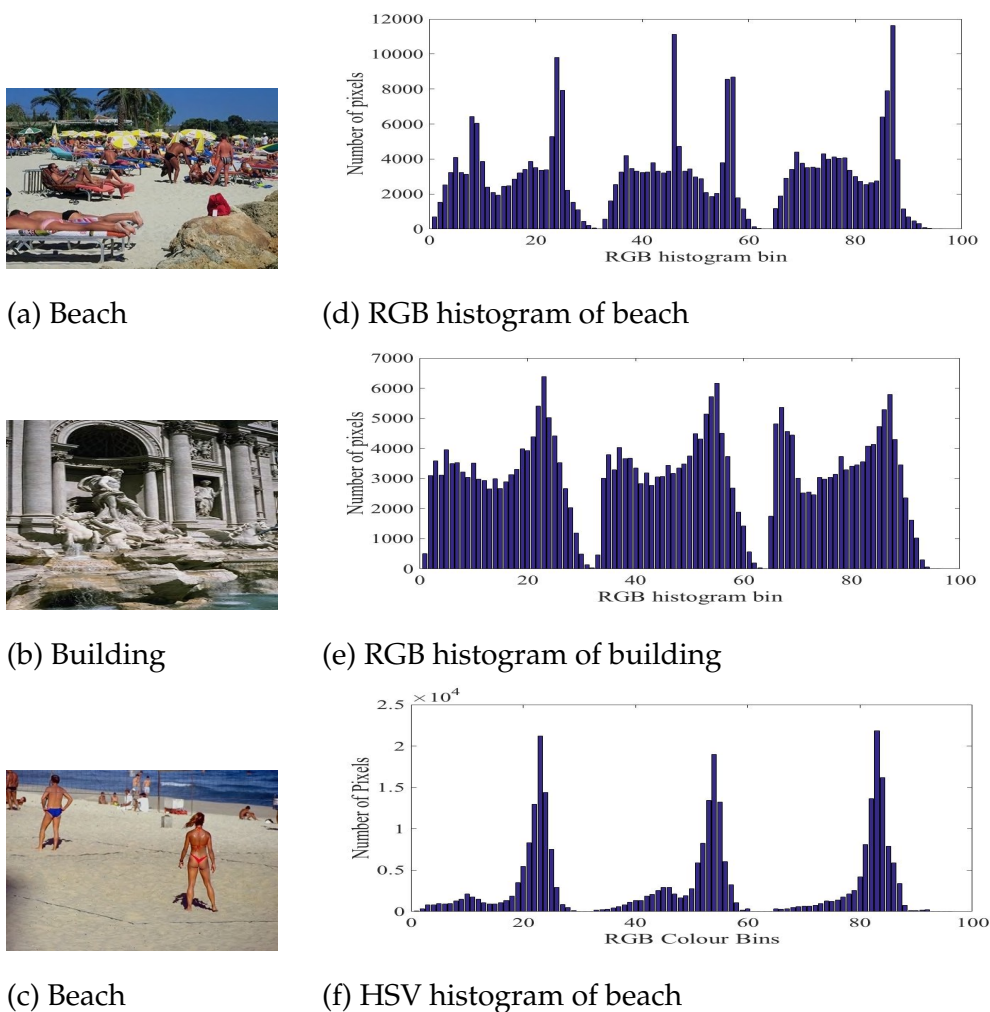 12000
10000
8000
6000
4000
2000
0
Number of pixels
0 20 40 60 80 100
RGB histogram bin
(a) Beach
(d) RGB histogram of beach
7000
6000
5000
4000
3000
2000
1000
0
Number of pixels
0 20 40 60 80 100
RGB histogram bin
(b) Building
(e) RGB histogram of building
×10⁴
2.5
2
1.5
1
0.5
0
Number of Pixels
0 20 40 60 80 100
RGB Colour Bins
(c) Beach
(f) HSV histogram of beach